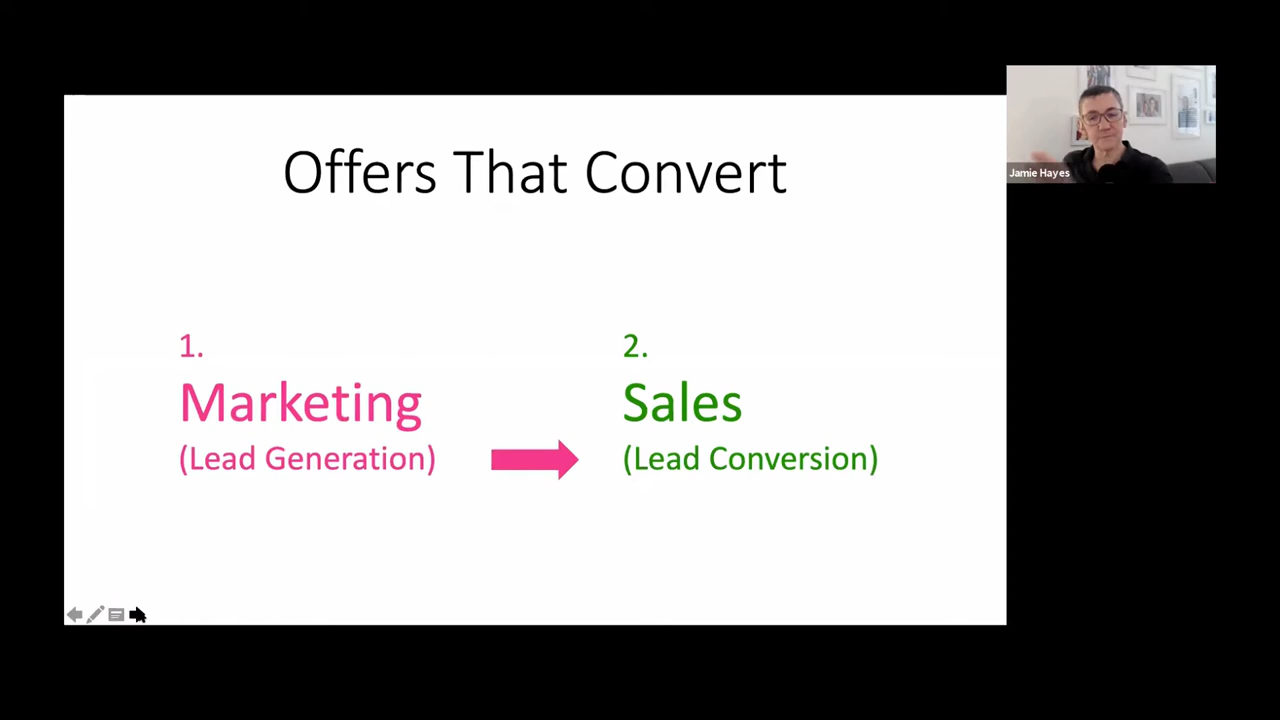 Offers That Convert
1.
Marketing
(Lead Generation)
2.
Sales
(Lead Conversion)
Jamie Hayes